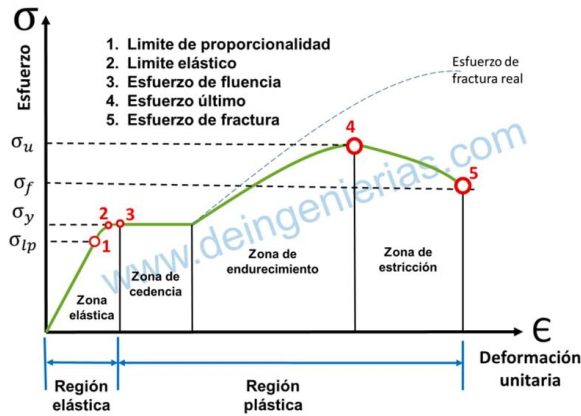 σ
Esfuerzo
1. Limite de proporcionalidad
2. Limite elástico
3. Esfuerzo de fluencia
4. Esfuerzo último
5. Esfuerzo de fractura
Esfuerzo de
fractura real
σu
σf
σy
σlp
1
2
3
4
5
www.deingenierias.com
Zona
elástica
Zona de
cedencia
Zona de
endurecimiento
Zona de
estricción
ϵ
Deformación
unitaria
Región
elástica
Región
plástica